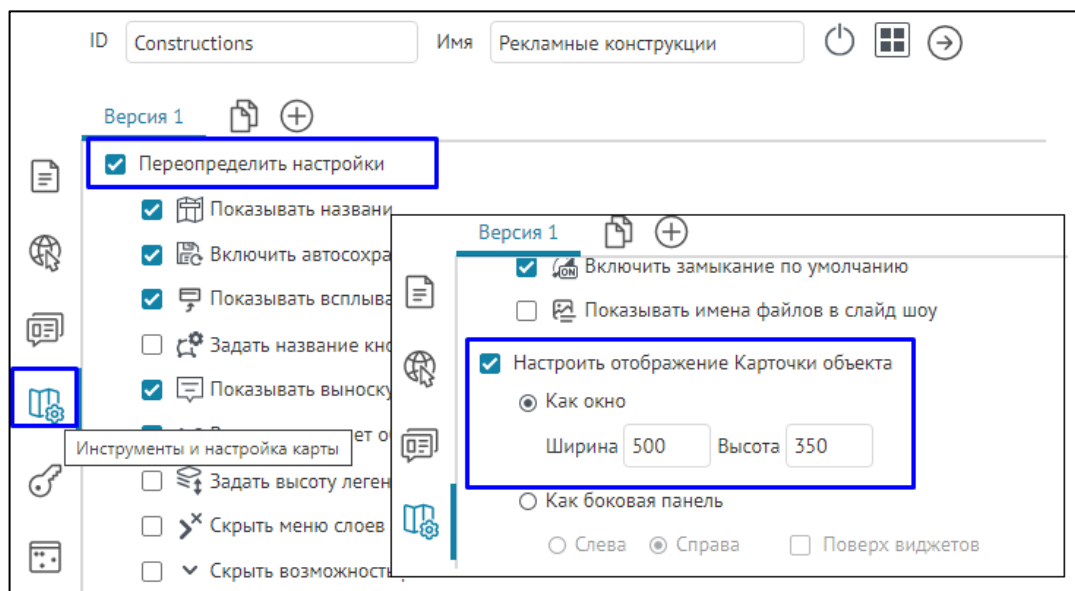 ID Constructions Имя Рекламные конструкции
Версия 1
Переопределить настройки
Показывать названи
Включить автосохра
Показывать всплыва
Задать название кно
Показывать выноску
ет о
Инструменты и настройка карты
Задать высоту леген
Скрыть меню слоев
Скрыть возможность
Версия 1
Включить замыкание по умолчанию
ON
Показывать имена файлов в слайд шоу
Настроить отображение Карточки объекта
Как окно
Ширина 500 Высота 350
Как боковая панель
Слева Справа Поверх виджетов